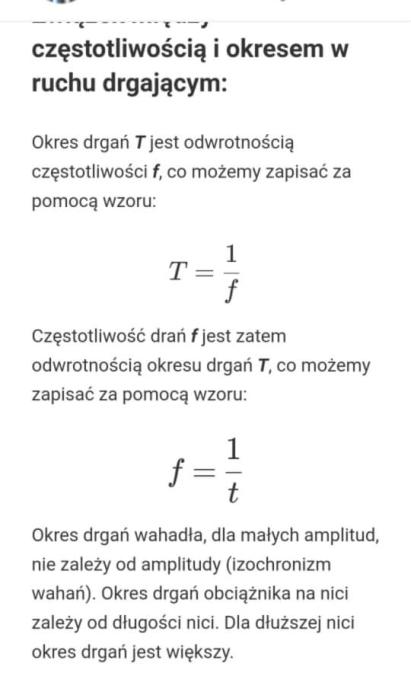 częstotliwością i okresem w
ruchu drgającym:
Okres drgań T jest odwrotnością
częstotliwości f, co możemy zapisać za
pomocą wzoru:
T = 1/f
Częstotliwość drań f jest zatem
odwrotnością okresu drgań T, co możemy
zapisać za pomocą wzoru:
f = 1/t
Okres drgań wahadła, dla małych amplitud,
nie zależy od amplitudy (izochronizm
wahań). Okres drgań obciążnika na nici
zależy od długości nici. Dla dłuższej nici
okres drgań jest większy.